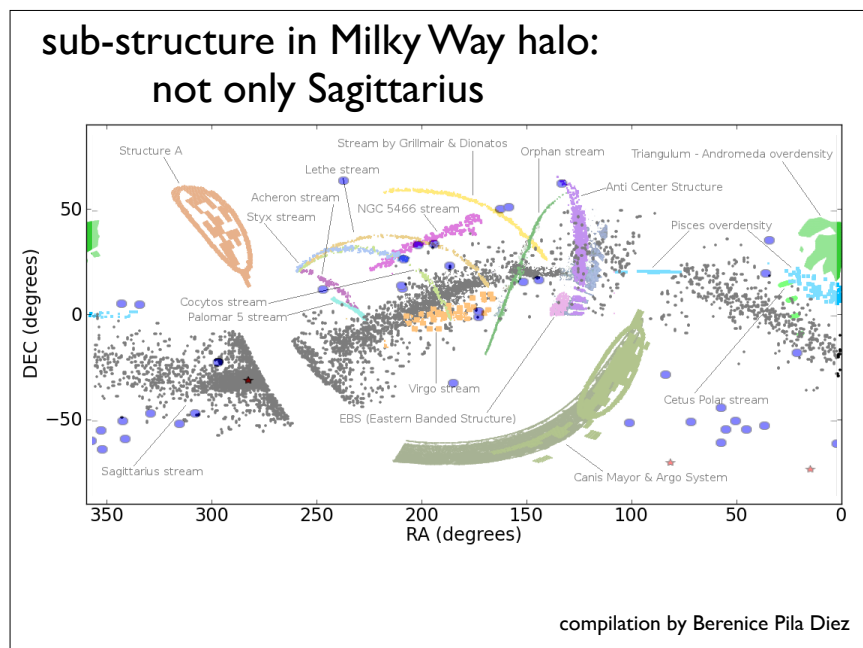 sub-structure in Milky Way halo:
not only Sagittarius
Structure A
Stream by Grillmair & Dionatos
Orphan stream
Triangulum - Andromeda overdensity
Lethe stream
Anti Center Structure
Acheron stream
NGC 5466 stream
Styx stream
Pisces overdensity
Cocytos stream
Palomar 5 stream
Virgo stream
EBS (Eastern Banded Structure)
Cetus Polar stream
Sagittarius stream
Canis Mayor & Argo System
50
0
−50
DEC (degrees)
350 300 250 200 150 100 50 0
RA (degrees)
compilation by Berenice Pila Diez